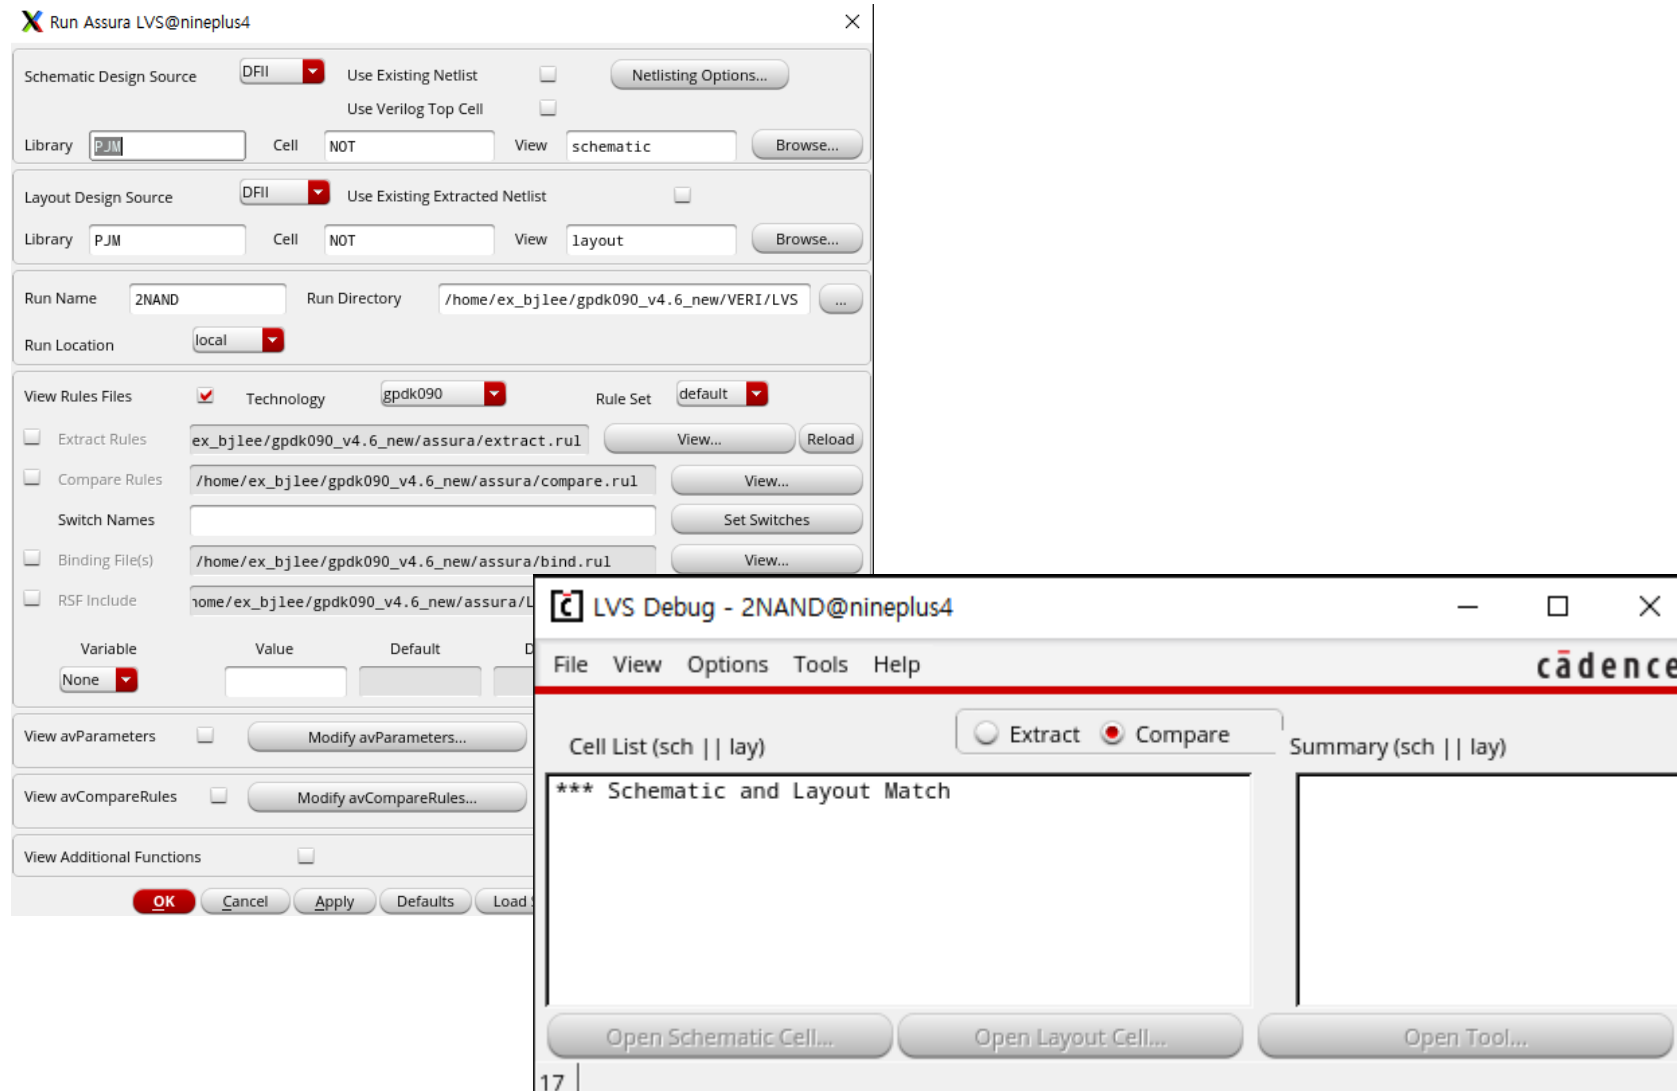 Run Assura LVS@nineplus4
Schematic Design Source DFII Use Existing Netlist Netlisting Options...
Use Verilog Top Cell
Library PJM Cell NOT View schematic Browse...
Layout Design Source DFII Use Existing Extracted Netlist
Library PJM Cell NOT View layout Browse...
Run Name 2NAND Run Directory /home/ex_bjlee/gpdk090_v4.6_new/VERI/LVS ...
Run Location local
View Rules Files Technology gpdk090 Rule Set default
Extract Rules ex_bjlee/gpdk090_v4.6_new/assura/extract.rul View... Reload
Compare Rules /home/ex_bjlee/gpdk090_v4.6_new/assura/compare.rul View...
Switch Names Set Switches
Binding File(s) /home/ex_bjlee/gpdk090_v4.6_new/assura/bind.rul View...
RSF Include home/ex_bjlee/gpdk090_v4.6_new/assura/L
Variable Value Default D
None
View avParameters Modify avParameters...
View avCompareRules Modify avCompareRules...
View Additional Functions
OK Cancel Apply Defaults Load
LVS Debug - 2NAND@nineplus4
File View Options Tools Help cādence
Extract Compare
Cell List (sch || lay) Summary (sch || lay)
*** Schematic and Layout Match
Open Schematic Cell... Open Layout Cell... Open Tool...
17